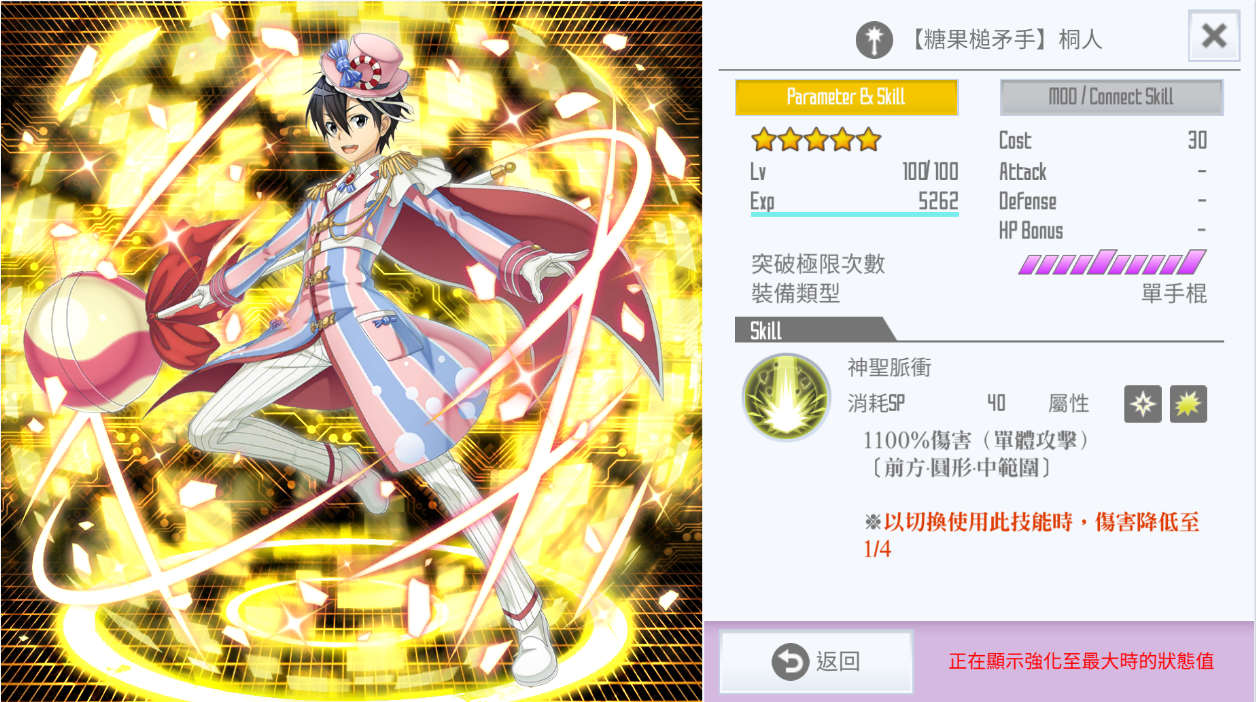 【糖果槌矛手】桐人
Parameter & Skill
MOD / Connect Skill
Lv 100/100
Exp 5262
Cost 30
Attack -
Defense -
HP Bonus -
突破極限次數
裝備類型 單手棍
Skill
神聖脈衝
消耗SP 40 屬性
1100%傷害（單體攻擊）
〔前方·圓形·中範圍〕
※以切換使用此技能時，傷害降低至
1/4
返回
正在顯示強化至最大時的狀態值